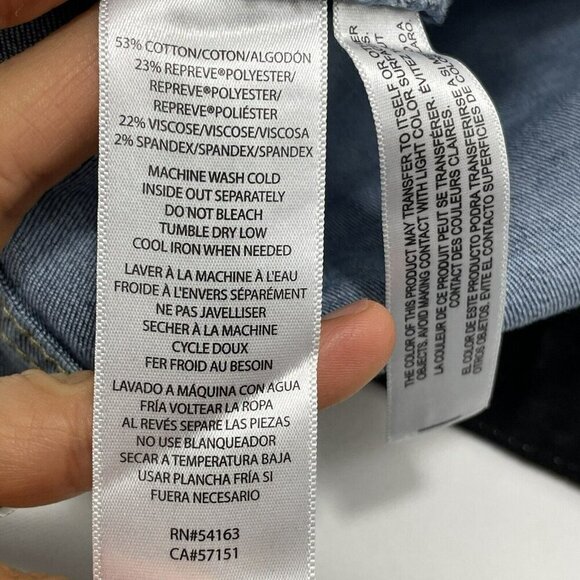 53% COTTON/COTON/ALGODÓN
23% REPREVE®POLYESTER/
REPREVE®POLYESTER/
REPREVE®POLIÉSTER
22% VISCOSE/VISCOSE/VISCOSA
2% SPANDEX/SPANDEX/SPANDEX
MACHINE WASH COLD
INSIDE OUT SEPARATELY
DO NOT BLEACH
TUMBLE DRY LOW
COOL IRON WHEN NEEDED
LAVER À LA MACHINE À L'EAU
FROIDE À L'ENVERS SÉPARÉMENT
NE PAS JAVELLISER
SECHER À LA MACHINE
CYCLE DOUX
FER FROID AU BESOIN
LAVADO A MÁQUINA CON AGUA
FRÍA VOLTEAR LA ROPA
AL REVÉS SEPARÉ LAS PIEZAS
NO USE BLANQUEADOR
SECAR A TEMPERATURA BAJA
USAR PLANCHA FRÍA SI
FUERA NECESARIO
RN#54163
CA#57151
THE COLOR OF THIS PRODUCT MAY TRANSFER TO ITSELF OR
OBJECTS. AVOID MAKING CONTACT WITH LIGHT COLOR
LA COULEUR DE CE PRODUIT PEUT SE TRANSFÉRER. ÉVITER
CONTACT DES COULEURS CLAIRES.
EL COLOR DE ESTE PRODUCTO PODRA TRANSFERIRSE
OTROS OBJETOS. EVITE EL CONTACTO SUPERFICIES